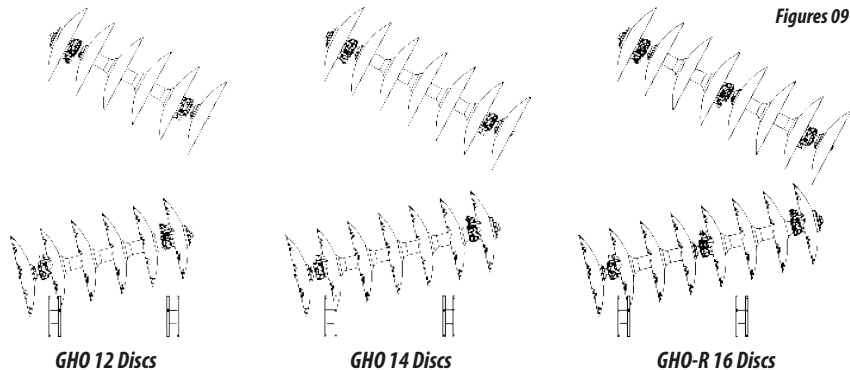 Figures 09
GHO 12 Discs
GHO 14 Discs
GHO-R 16 Discs